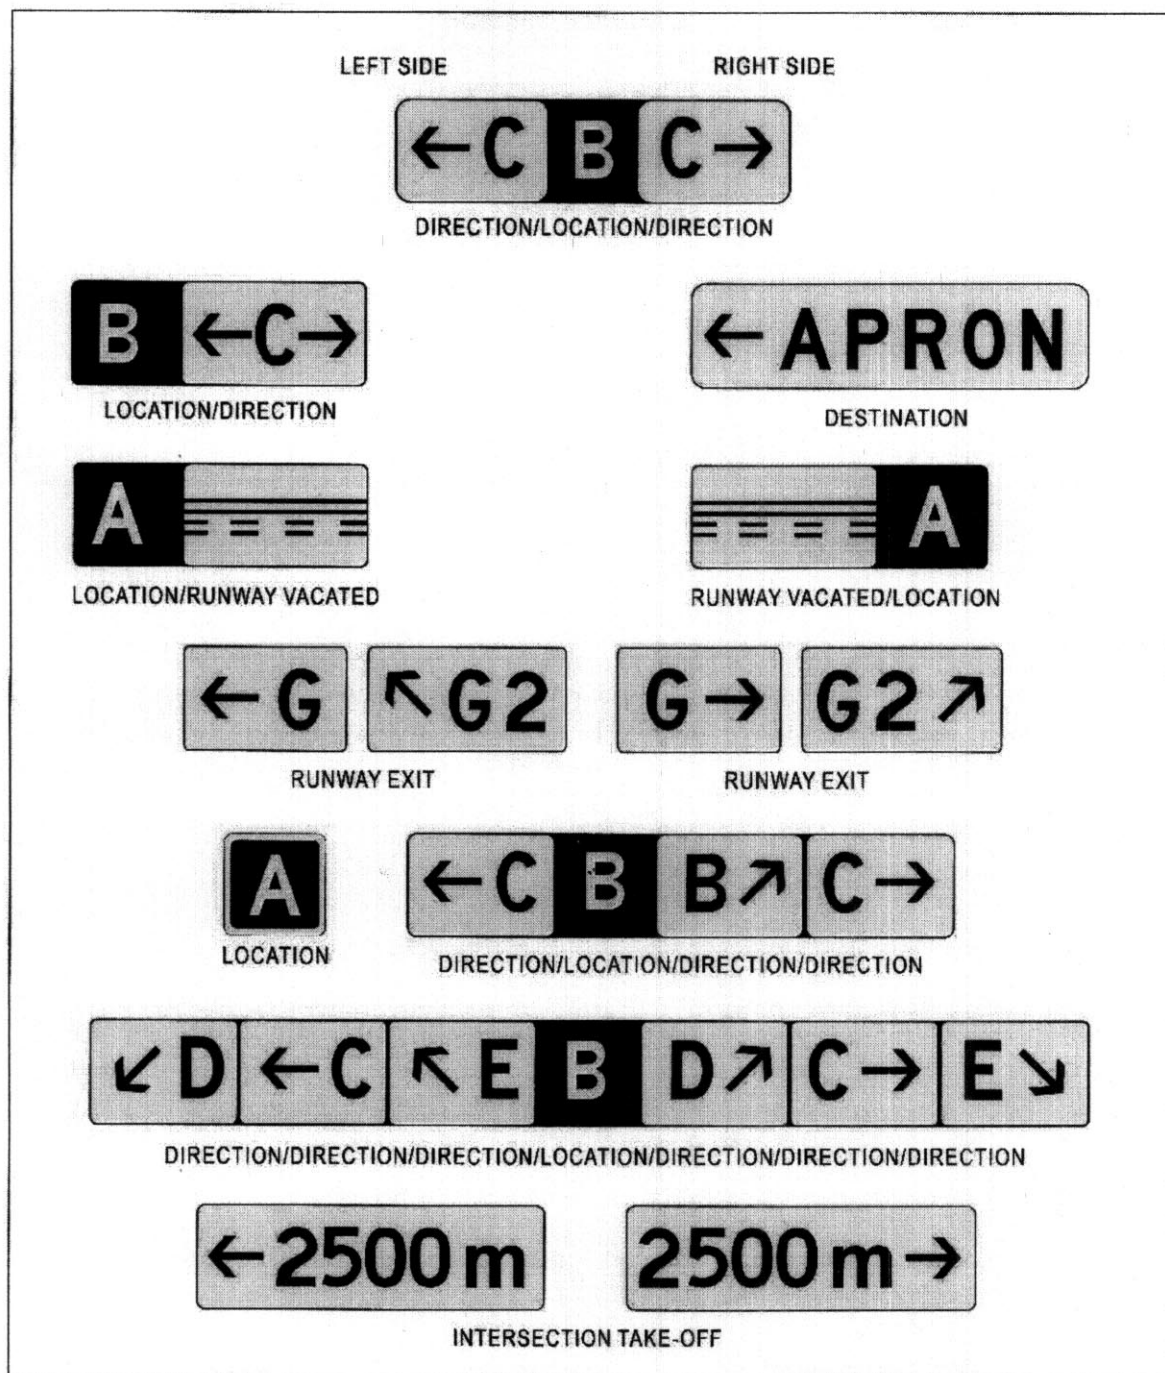 LEFT SIDE RIGHT SIDE
←C B C→
DIRECTION/LOCATION/DIRECTION
B ←C→ ←APRON
LOCATION/DIRECTION DESTINATION
A A
LOCATION/RUNWAY VACATED RUNWAY VACATED/LOCATION
←G ↖G2 G→ G2↗
RUNWAY EXIT RUNWAY EXIT
A ←C B B↗ C→
LOCATION DIRECTION/LOCATION/DIRECTION/DIRECTION
↙D ←C ↖E B D↗ C→ E↘
DIRECTION/DIRECTION/DIRECTION/LOCATION/DIRECTION/DIRECTION/DIRECTION
←2500 m 2500 m→
INTERSECTION TAKE-OFF